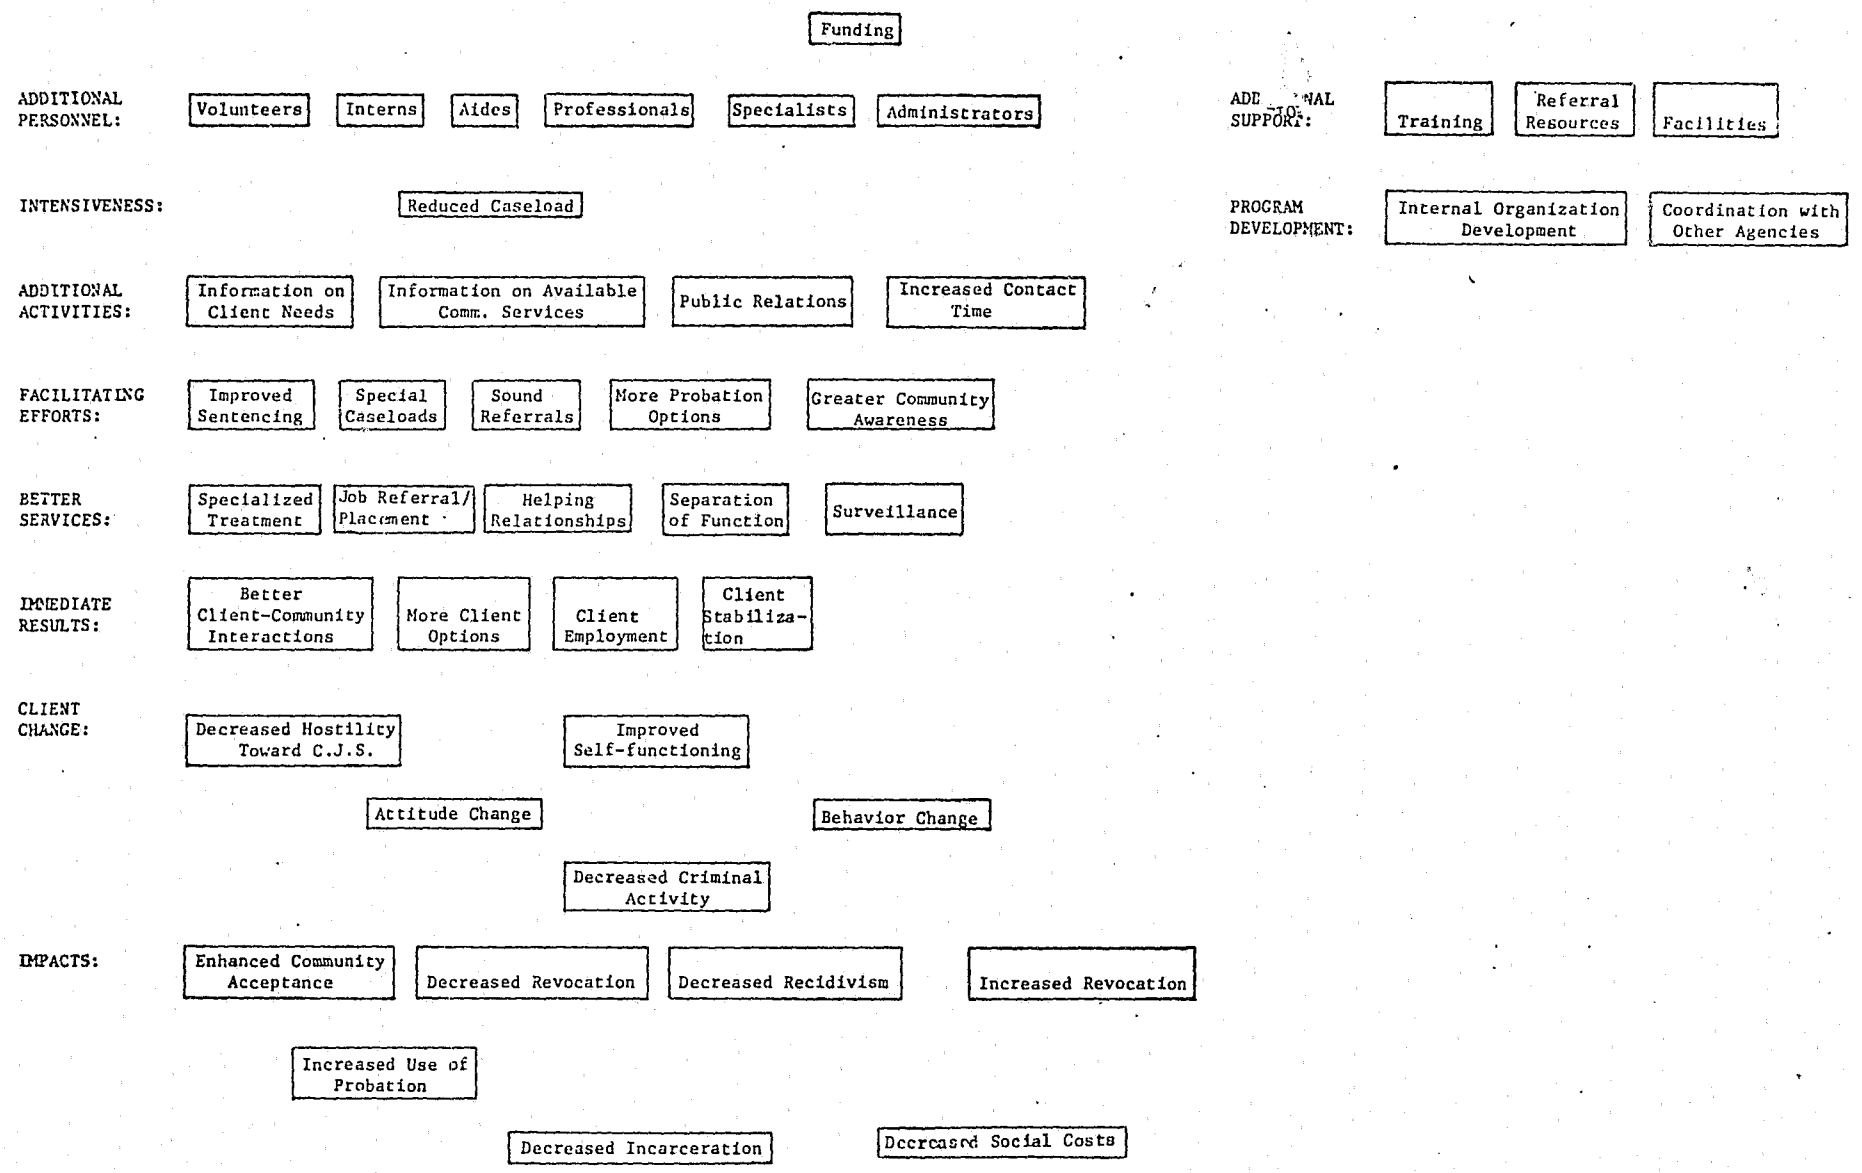 Funding
ADDITIONAL
PERSONNEL:
Volunteers
Interns
Aides
Professionals
Specialists
Administrators
SUPPORT:
Training
Referral
Resources
Facilities
INTENSIVENESS:
Reduced Caseload
PROGRAM
DEVELOPMENT:
Internal Organization
Development
Coordination with
Other Agencies
ADDITIONAL
ACTIVITIES:
Information on
Client Needs
Information on Available
Comm. Services
Public Relations
Increased Contact
Time
FACILITATING
EFFORTS:
Improved
Sentencing
Special
Caseloads
Sound
Referrals
More Probation
Options
Greater Community
Awareness
BETTER
SERVICES:
Specialized
Treatment
Job Referral/
Placement
Helping
Relationships
Separation
of Function
Surveillance
IMMEDIATE
RESULTS:
Better
Client-Community
Interactions
More Client
Options
Client
Employment
Client
Stabiliza-
tion
CLIENT
CHANGE:
Decreased Hostility
Toward C.J.S.
Improved
Self-functioning
Attitude Change
Behavior Change
Decreased Criminal
Activity
IMPACTS:
Enhanced Community
Acceptance
Decreased Revocation
Decreased Recidivism
Increased Revocation
Increased Use of
Probation
Decreased Incarceration
Decreased Social Costs